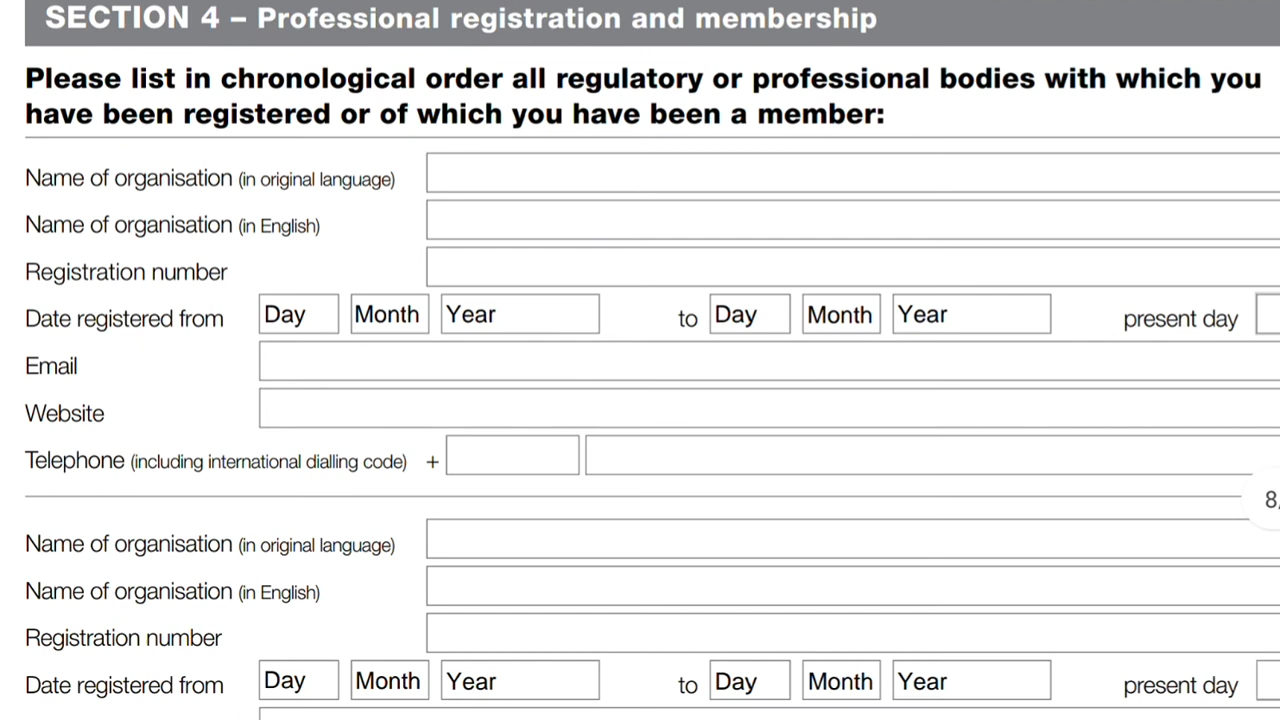 SECTION 4 – Professional registration and membership
Please list in chronological order all regulatory or professional bodies with which you
have been registered or of which you have been a member:
Name of organisation (in original language)
Name of organisation (in English)
Registration number
Date registered from Day Month Year to Day Month Year present day
Email
Website
Telephone (including international dialling code) +
8/
Name of organisation (in original language)
Name of organisation (in English)
Registration number
Date registered from Day Month Year to Day Month Year present day